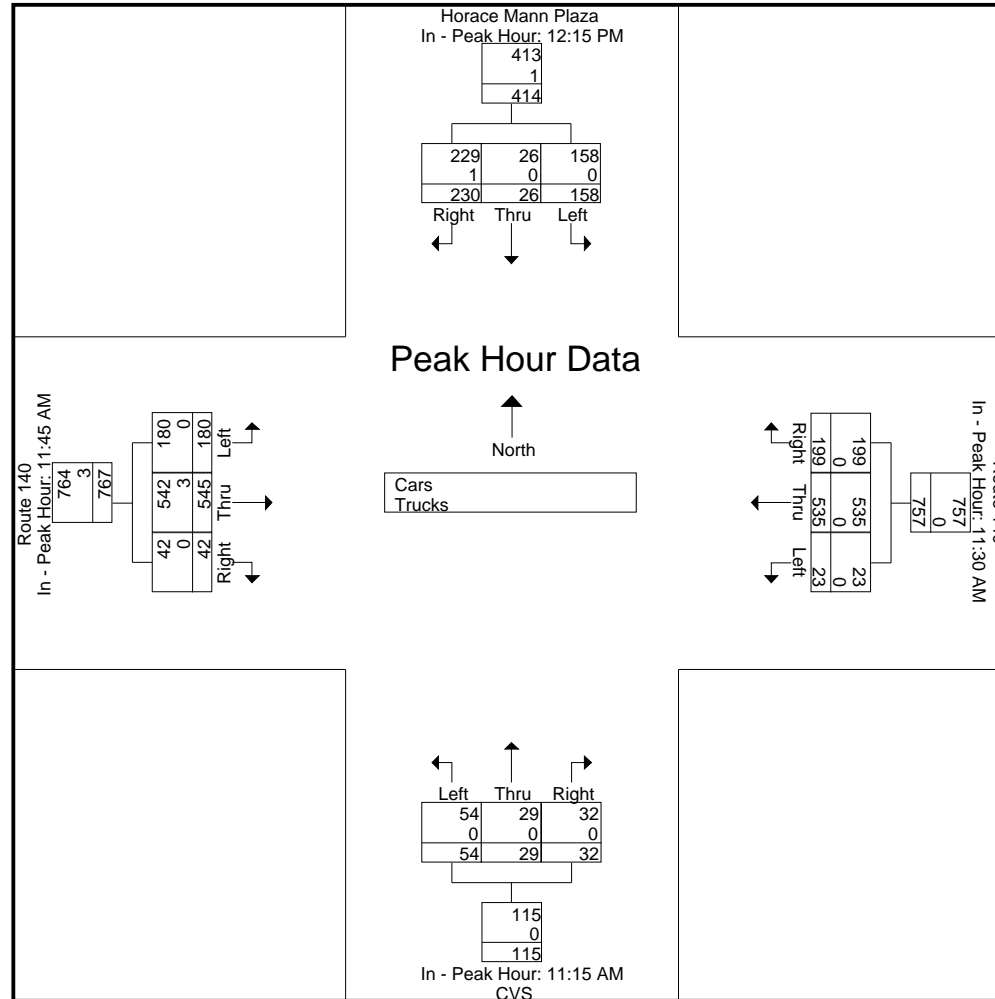 Horace Mann Plaza
In - Peak Hour: 12:15 PM
413
1
414
229 26 158
1 0 0
230 26 158
Right Thru Left
Peak Hour Data
North
Cars
Trucks
Route 140
In - Peak Hour: 11:45 AM
764
3
767
180 0 180
Left
542 3 545
Thru
42 0 42
Right
In - Peak Hour: 11:30 AM
757
0
757
Right
199 0 199
Thru
535 0 535
Left
23 0 23
Left Thru Right
54 29 32
0 0 0
54 29 32
115
0
115
In - Peak Hour: 11:15 AM
CVS